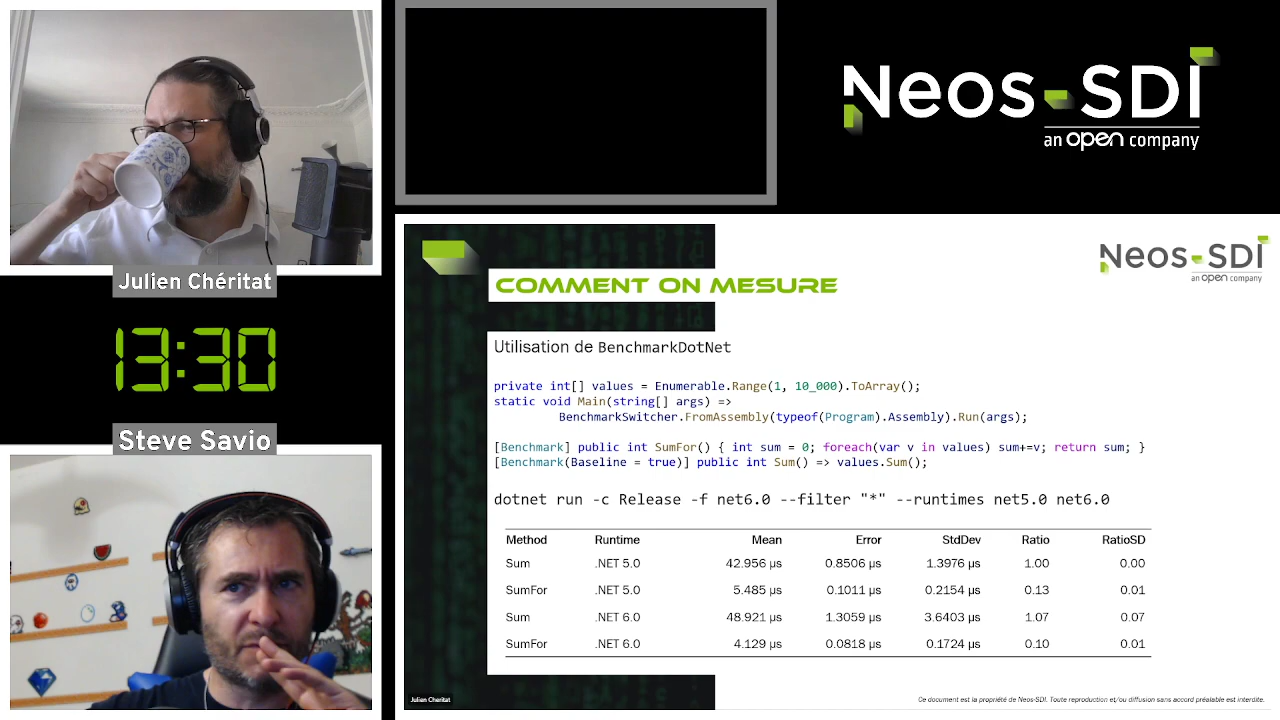 Julien Chéritat
13:30
Steve Savio
Neos-SDI
an open company
Neos-SDI
an open company
COMMENT ON MESURE
Utilisation de BenchmarkDotNet
private int[] values = Enumerable.Range(1, 10_000).ToArray();
static void Main(string[] args) =>
BenchmarkSwitcher.FromAssembly(typeof(Program).Assembly).Run(args);
[Benchmark] public int SumFor() { int sum = 0; foreach(var v in values) sum+=v; return sum; }
[Benchmark(Baseline = true)] public int Sum() => values.Sum();
dotnet run -c Release -f net6.0 --filter "*" --runtimes net5.0 net6.0
Method Runtime Mean Error StdDev Ratio RatioSD
Sum .NET 5.0 42.956 µs 0.8506 µs 1.3976 µs 1.00 0.00
SumFor .NET 5.0 5.485 µs 0.1011 µs 0.2154 µs 0.13 0.01
Sum .NET 6.0 48.921 µs 1.3059 µs 3.6403 µs 1.07 0.07
SumFor .NET 6.0 4.129 µs 0.0818 µs 0.1724 µs 0.10 0.01
Julien Cheritat
Ce document est la propriété de Neos-SDI. Toute reproduction et/ou diffusion sans accord préalable est interdite.